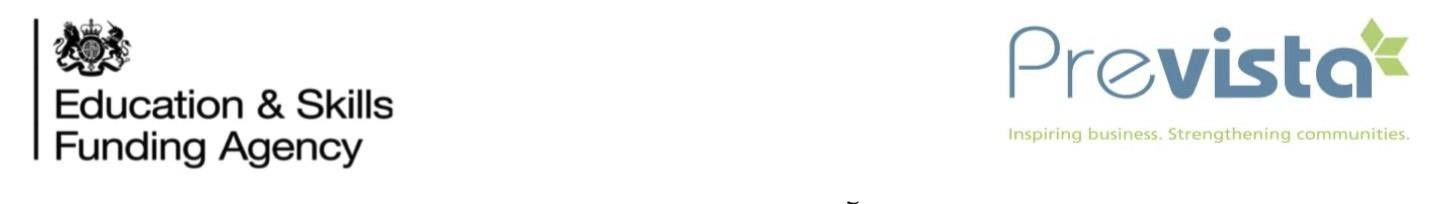 Education & Skills
Funding Agency
Prevista
Inspiring business. Strengthening communities.